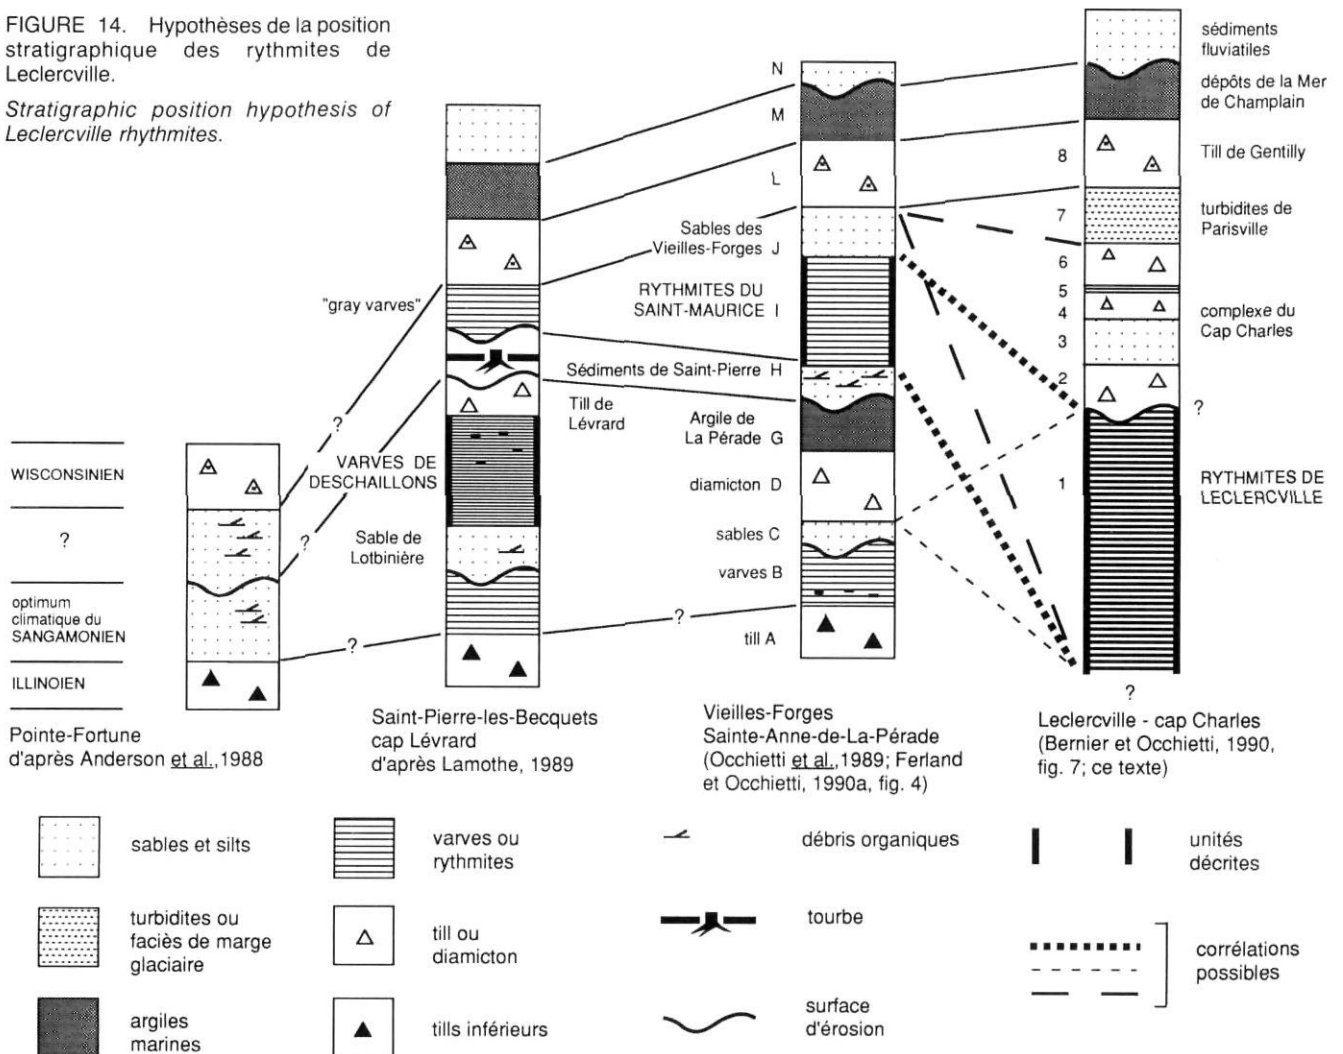 FIGURE 14. Hypothèses de la position
stratigraphique des rythmites de
Leclercville.
Stratigraphic position hypothesis of
Leclercville rhythmites.
WISCONSINIEN
?
optimum
climatique du
SANGAMONIEN
ILLINOIEN
?
?
?
Pointe-Fortune
d'après Anderson et al.,1988
"gray varves"
Till de
Lévrard
VARVES DE
DESCHAILLONS
Sable de
Lotbinière
Saint-Pierre-les-Becquets
cap Lévrard
d'après Lamothe, 1989
N
M
L
Sables des
Vieilles-Forges J
RYTHMITES DU
SAINT-MAURICE I
Sédiments de Saint-Pierre H
Argile de
La Pérade G
diamicton D
sables C
varves B
?
till A
Vieilles-Forges
Sainte-Anne-de-La-Pérade
(Occhietti et al.,1989; Ferland
et Occhietti, 1990a, fig. 4)
sédiments
fluviatiles
dépôts de la Mer
de Champlain
8
Till de Gentilly
7
turbidites de
Parisville
6
5
4
complexe du
Cap Charles
3
2
?
1
RYTHMITES DE
LECLERCVILLE
?
Leclercville - cap Charles
(Bernier et Occhietti, 1990,
fig. 7; ce texte)
sables et silts
turbidites ou
faciès de marge
glaciaire
argiles
marines
varves ou
rythmites
till ou
diamicton
tills inférieurs
débris organiques
tourbe
surface
d'érosion
unités
décrites
corrélations
possibles